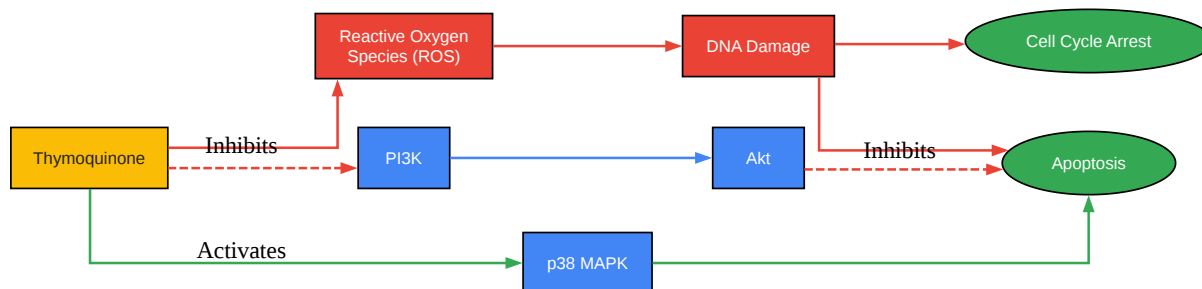 Reactive Oxygen
Species (ROS)
DNA Damage
Cell Cycle Arrest
Thymoquinone
Inhibits
PI3K
Akt
Inhibits
Apoptosis
Activates
p38 MAPK